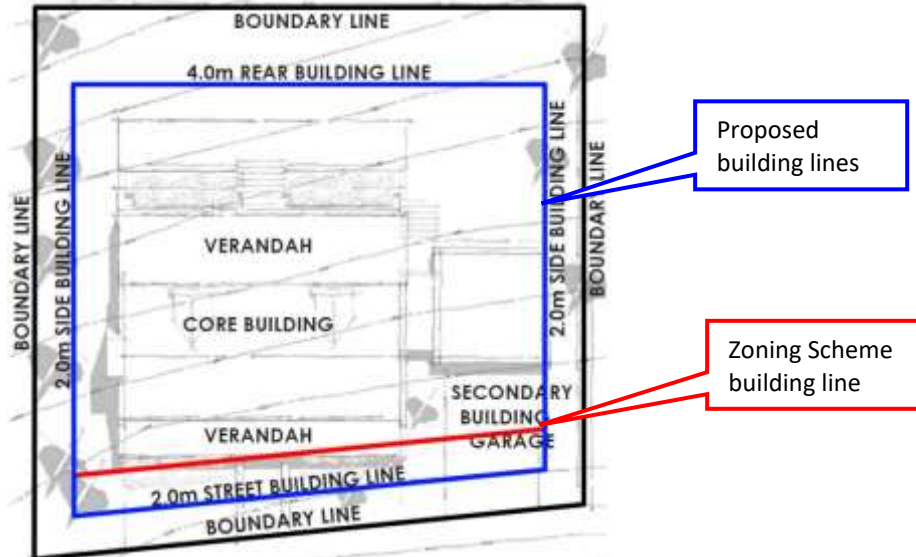 BOUNDARY LINE
4.0m REAR BUILDING LINE
BOUNDARY LINE
2.0m SIDE BUILDING LINE
2.0m SIDE BUILDING LINE
BOUNDARY LINE
Proposed
building lines
VERANDAH
CORE BUILDING
Zoning Scheme
building line
SECONDARY
BUILDING
GARAGE
VERANDAH
2.0m STREET BUILDING LINE
BOUNDARY LINE